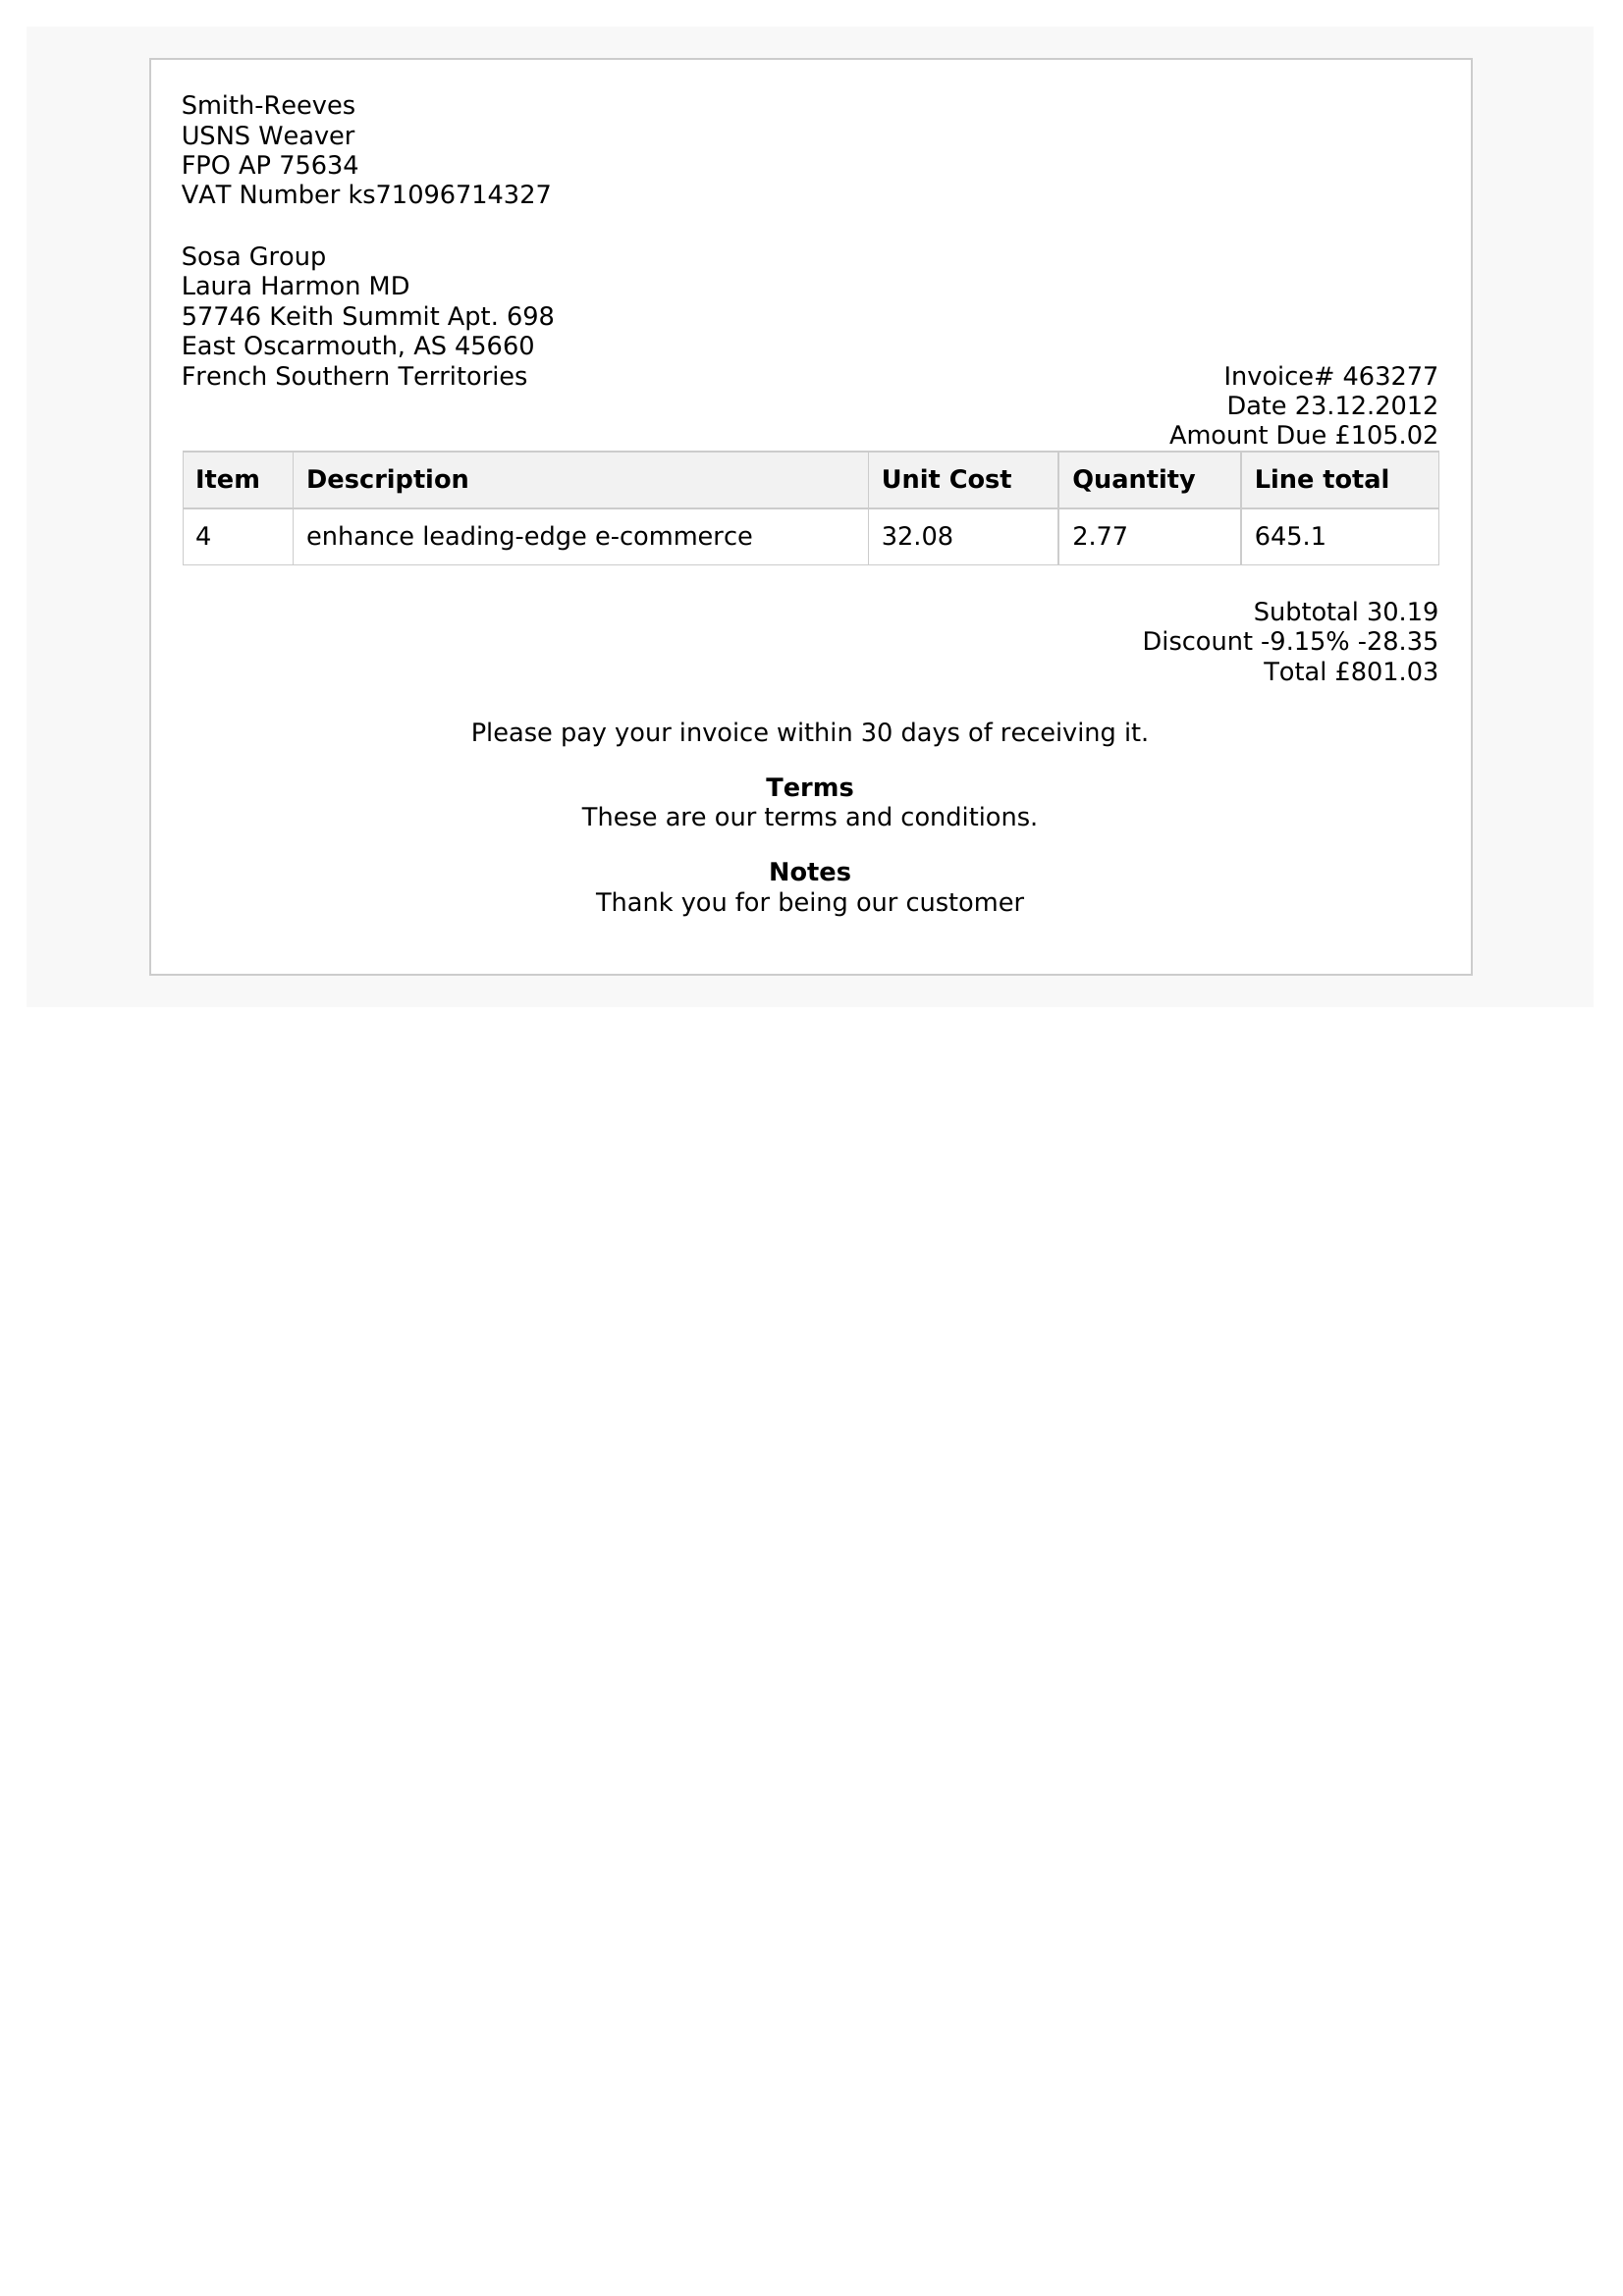 Smith-Reeves
USNS Weaver
FPO AP 75634
VAT Number ks71096714327
Sosa Group
Laura Harmon MD
57746 Keith Summit Apt. 698
East Oscarmouth, AS 45660
French Southern Territories
Invoice# 463277
Date 23.12.2012
Amount Due £105.02
Item Description Unit Cost Quantity Line total
4 enhance leading-edge e-commerce 32.08 2.77 645.1
Subtotal 30.19
Discount -9.15% -28.35
Total £801.03
Please pay your invoice within 30 days of receiving it.
Terms
These are our terms and conditions.
Notes
Thank you for being our customer